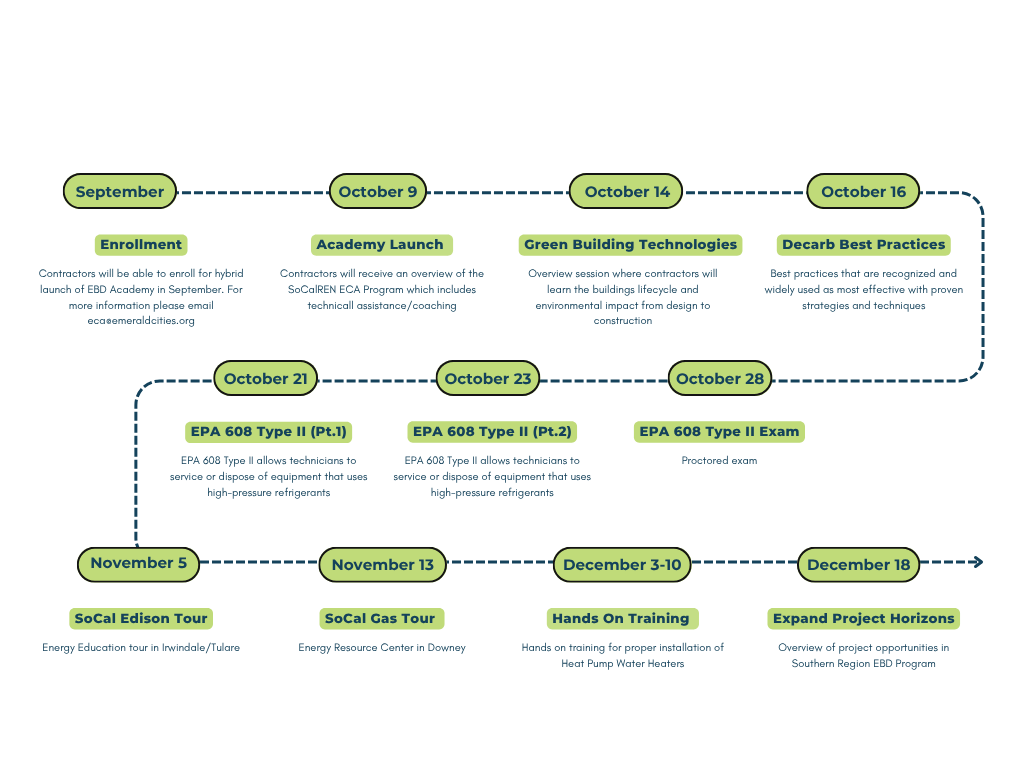 September
October 9
October 14
October 16
Enrollment
Academy Launch
Green Building Technologies
Decarb Best Practices
Contractors will be able to enroll for hybrid
launch of EBD Academy in September. For
more information please email
eca@emeraldcities.org
Contractors will receive an overview of the
SoCalREN ECA Program which includes
technicall assistance/coaching
Overview session where contractors will
learn the buildings lifecycle and
environmental impact from design to
construction
Best practices that are recognized and
widely used as most effective with proven
strategies and techniques
October 21
October 23
October 28
EPA 608 Type II (Pt.1)
EPA 608 Type II (Pt.2)
EPA 608 Type II Exam
EPA 608 Type II allows technicians to
service or dispose of equipment that uses
high-pressure refrigerants
EPA 608 Type II allows technicians to
service or dispose of equipment that uses
high-pressure refrigerants
Proctored exam
November 5
November 13
December 3-10
December 18
SoCal Edison Tour
SoCal Gas Tour
Hands On Training
Expand Project Horizons
Energy Education tour in Irwindale/Tulare
Energy Resource Center in Downey
Hands on training for proper installation of
Heat Pump Water Heaters
Overview of project opportunities in
Southern Region EBD Program